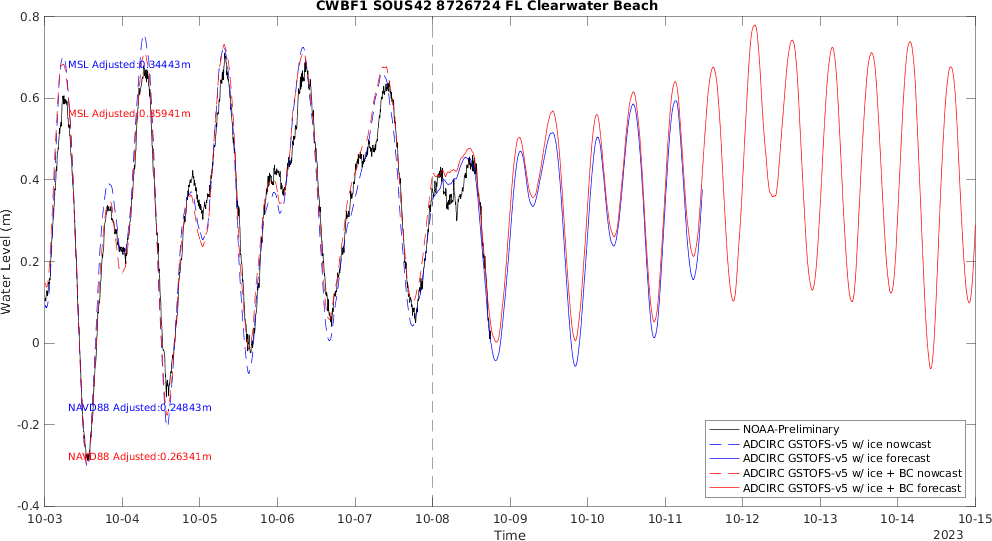 CWBF1 SOUS42 8726724 FL Clearwater Beach
0.8
0.6
0.4
0.2
0
-0.2
-0.4
Water Level (m)
MSL Adjusted:0.34443m
MSL Adjusted:0.35941m
NAVD88 Adjusted:0.24843m
NAVD88 Adjusted:0.26341m
NOAA-Preliminary
ADCIRC GSTOFS-v5 w/ ice nowcast
ADCIRC GSTOFS-v5 w/ ice forecast
ADCIRC GSTOFS-v5 w/ ice + BC nowcast
ADCIRC GSTOFS-v5 w/ ice + BC forecast
10-03 10-04 10-05 10-06 10-07 10-08 10-09 10-10 10-11 10-12 10-13 10-14 10-15
Time
2023